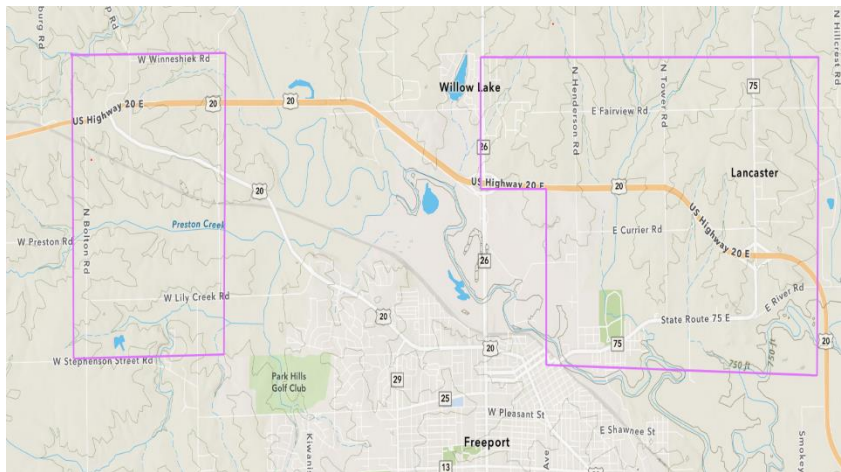 burg Rd
p Rd
W Winneshiek Rd
N Hillcrest Rd
Willow Lake
N Henderson Rd
N Tower Rd
75
20
20
US Highway 20 E
E Fairview Rd
26
Lancaster
US Highway 20 E
20
20
N Bolton Rd
Preston Creek
W Preston Rd
E Currier Rd
US Highway 20 E
26
W Lily Creek Rd
E River Rd
20
State Route 75 E
20
75
20
W Stephenson Street Rd
750 ft
750 ft
Park Hills
Golf Club
29
25
W Pleasant St
E Shawnee St
Freeport
Kiwani
Ave
Smokey
13